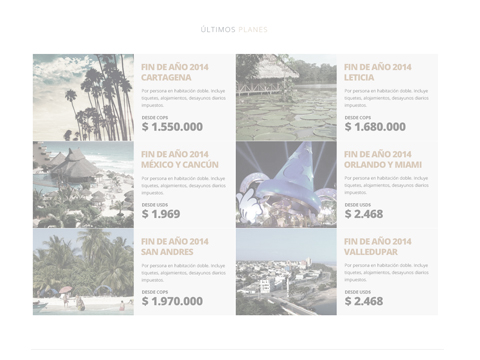 ÚLTIMOS PLANES
FIN DE AÑO 2014
CARTAGENA
Por persona en habitación doble. Incluye
tiquetes, alojamientos, desayunos diarios
impuestos.
DESDE COP$
$ 1.550.000
FIN DE AÑO 2014
LETICIA
Por persona en habitación doble. Incluye
tiquetes, alojamientos, desayunos diarios
impuestos.
DESDE COP$
$ 1.680.000
FIN DE AÑO 2014
MÉXICO Y CANCÚN
Por persona en habitación doble. Incluye
tiquetes, alojamientos, desayunos diarios
impuestos.
DESDE USD$
$ 1.969
FIN DE AÑO 2014
ORLANDO Y MIAMI
Por persona en habitación doble. Incluye
tiquetes, alojamientos, desayunos diarios
impuestos.
DESDE USD$
$ 2.468
FIN DE AÑO 2014
SAN ANDRES
Por persona en habitación doble. Incluye
tiquetes, alojamientos, desayunos diarios
impuestos.
DESDE COP$
$ 1.970.000
FIN DE AÑO 2014
VALLEDUPAR
Por persona en habitación doble. Incluye
tiquetes, alojamientos, desayunos diarios
impuestos.
DESDE USD$
$ 2.468